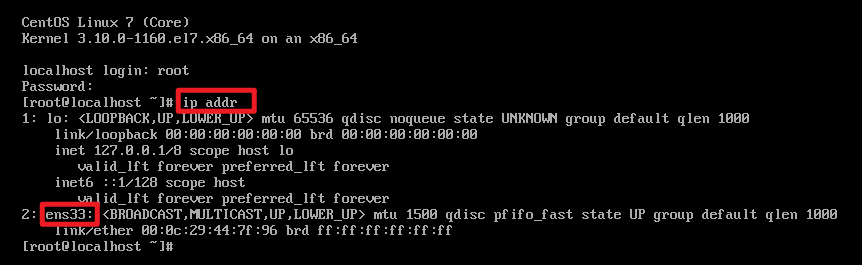 CentOS Linux 7 (Core)
Kernel 3.10.0-1160.el7.x86_64 on an x86_64
localhost login: root
Password:
[root@localhost ~]# ip addr
1: lo: <LOOPBACK,UP,LOWER_UP> mtu 65536 qdisc noqueue state UNKNOWN group default qlen 1000
link/loopback 00:00:00:00:00:00 brd 00:00:00:00:00:00
inet 127.0.0.1/8 scope host lo
valid_lft forever preferred_lft forever
inet6 ::1/128 scope host
valid_lft forever preferred_lft forever
2: ens33: <BROADCAST,MULTICAST,UP,LOWER_UP> mtu 1500 qdisc pfifo_fast state UP group default qlen 1000
link/ether 00:0c:29:44:7f:96 brd ff:ff:ff:ff:ff:ff
[root@localhost ~]#